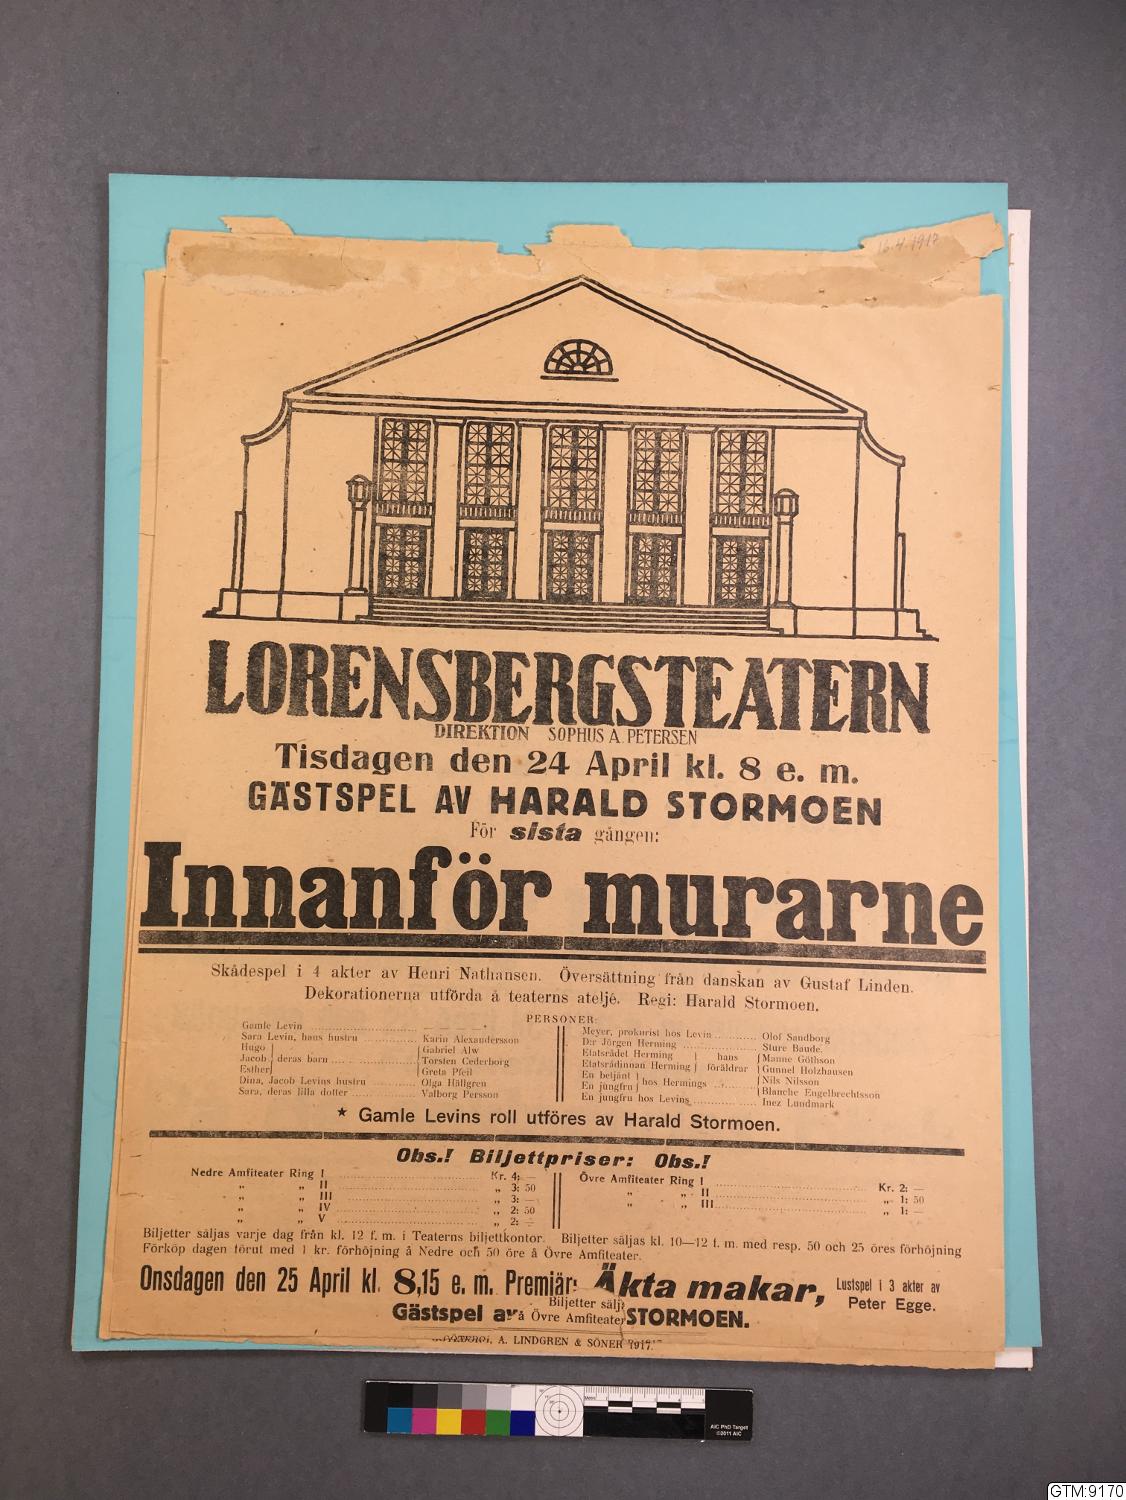 LORENSBERGSTEATERN
DIREKTION SOPHUS A. PETERSEN
Tisdagen den 24 April kl. 8 e. m.
GÄSTSPEL AV HARALD STORMOEN
För sista gången:
Innanför murarne
Skådespel i 4 akter av Henri Nathansen. Översättning från danskan av Gustaf Linden.
Dekorationerna utförda å teaterns ateljé. Regi: Harald Stormoen.
PERSONER:
Gamle Levin — — — — *
Sara Levin, hans hustru Karin Alexandersson
Hugo Gabriel Alw
Jacob deras barn Torsten Cederborg
Esther Greta Pfeil
Dina, Jacob Levins hustru Olga Hällgren
Sara, deras lilla dotter Valborg Persson
Meyer, prokurist hos Levin Olof Sandborg
D:r Jörgen Herming Sture Baude.
Etatsrådet Herming hans Manne Göthson
Etatsrådinnan Herming föräldrar Gunnel Holzhausen
En betjänt hos Hermings Nils Nilsson
En jungfru Blanche Engelbrechtsson
En jungfru hos Levins Inez Lundmark
* Gamle Levins roll utföres av Harald Stormoen.
Obs.! Biljettpriser: Obs.!
Nedre Amfiteater Ring I Kr. 4: —
„ „ II „ 3: 50
„ „ III „ 3: —
„ „ IV „ 2: 50
„ „ V „ 2: —
Övre Amfiteater Ring I Kr. 2: —
„ „ II „ 1: 50
„ „ III „ 1: —
Biljetter säljas varje dag från kl. 12 f. m. i Teaterns biljettkontor. Biljetter säljas kl. 10—12 f. m. med resp. 50 och 25 öres förhöjning
Förköp dagen förut med 1 kr. förhöjning å Nedre och 50 öre å Övre Amfiteater.
Onsdagen den 25 April kl. 8,15 e. m. Premiär: Äkta makar, Lustspel i 3 akter av
Peter Egge.
Biljetter sälj
Gästspel av å Övre Amfiteater STORMOEN.
A. LINDGREN & SÖNER 1917.
16.4.1917
AIC PhD Target
©2011 AIC
GTM:9170